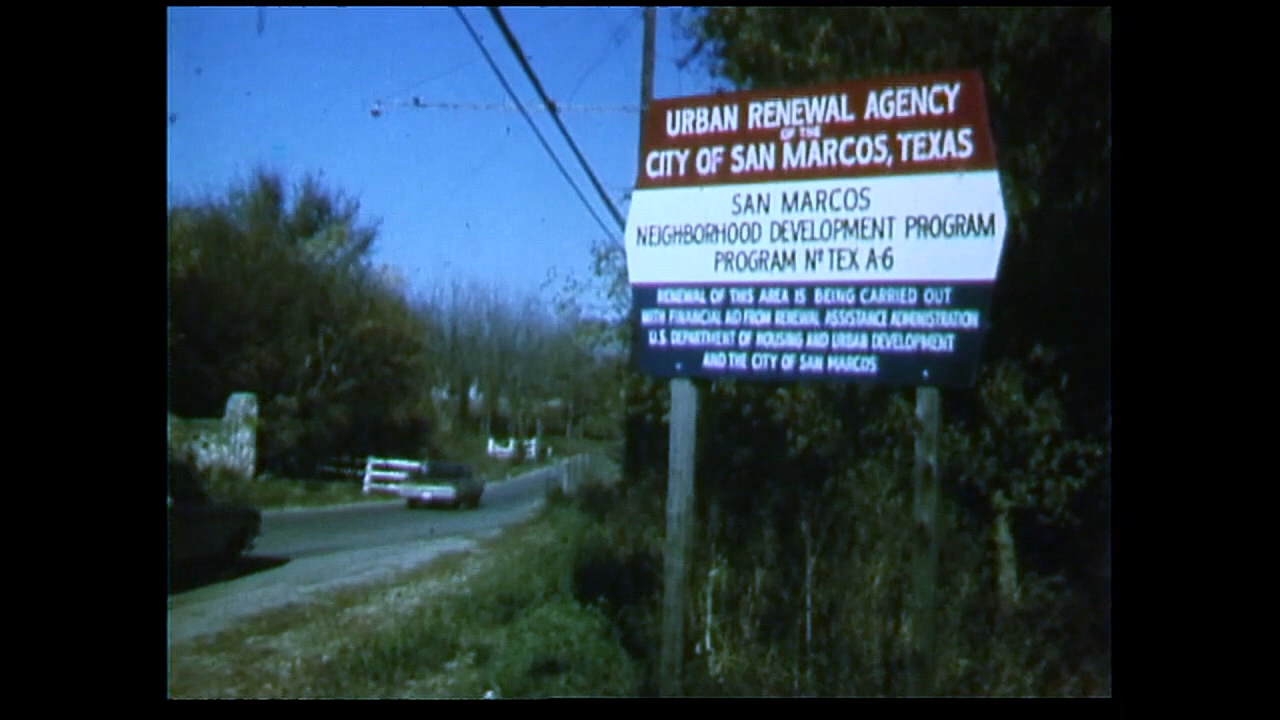 URBAN RENEWAL AGENCY
OF THE
CITY OF SAN MARCOS, TEXAS
SAN MARCOS
NEIGHBORHOOD DEVELOPMENT PROGRAM
PROGRAM Nº TEX A-6
RENEWAL OF THIS AREA IS BEING CARRIED OUT
WITH FINANCIAL AID FROM RENEWAL ASSISTANCE ADMINISTRATION
U.S. DEPARTMENT OF HOUSING AND URBAN DEVELOPMENT
AND THE CITY OF SAN MARCOS